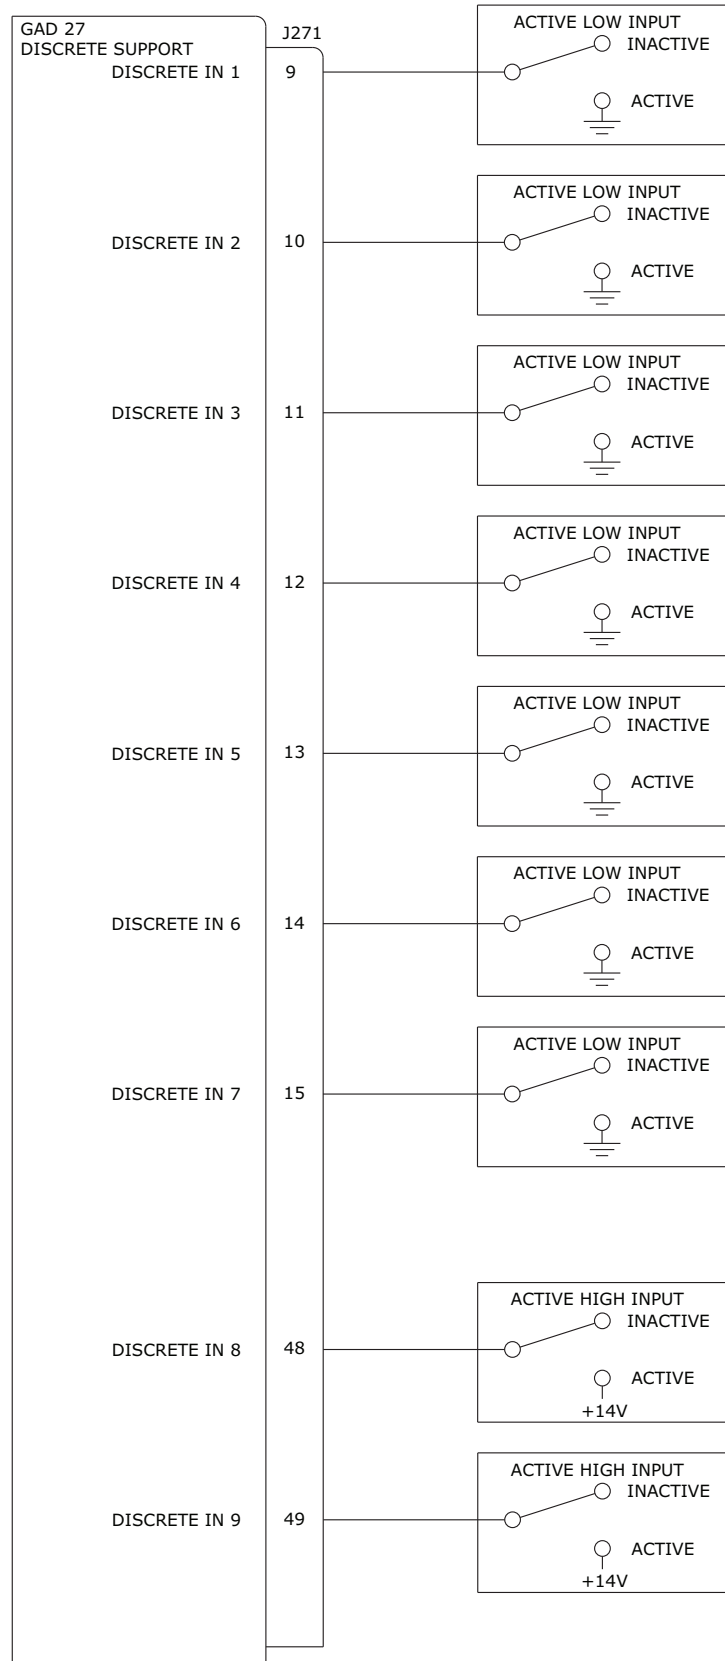 GAD 27
DISCRETE SUPPORT
J271
DISCRETE IN 1
9
ACTIVE LOW INPUT
INACTIVE
ACTIVE
DISCRETE IN 2
10
ACTIVE LOW INPUT
INACTIVE
ACTIVE
DISCRETE IN 3
11
ACTIVE LOW INPUT
INACTIVE
ACTIVE
DISCRETE IN 4
12
ACTIVE LOW INPUT
INACTIVE
ACTIVE
DISCRETE IN 5
13
ACTIVE LOW INPUT
INACTIVE
ACTIVE
DISCRETE IN 6
14
ACTIVE LOW INPUT
INACTIVE
ACTIVE
DISCRETE IN 7
15
ACTIVE LOW INPUT
INACTIVE
ACTIVE
DISCRETE IN 8
48
ACTIVE HIGH INPUT
INACTIVE
ACTIVE
+14V
DISCRETE IN 9
49
ACTIVE HIGH INPUT
INACTIVE
ACTIVE
+14V